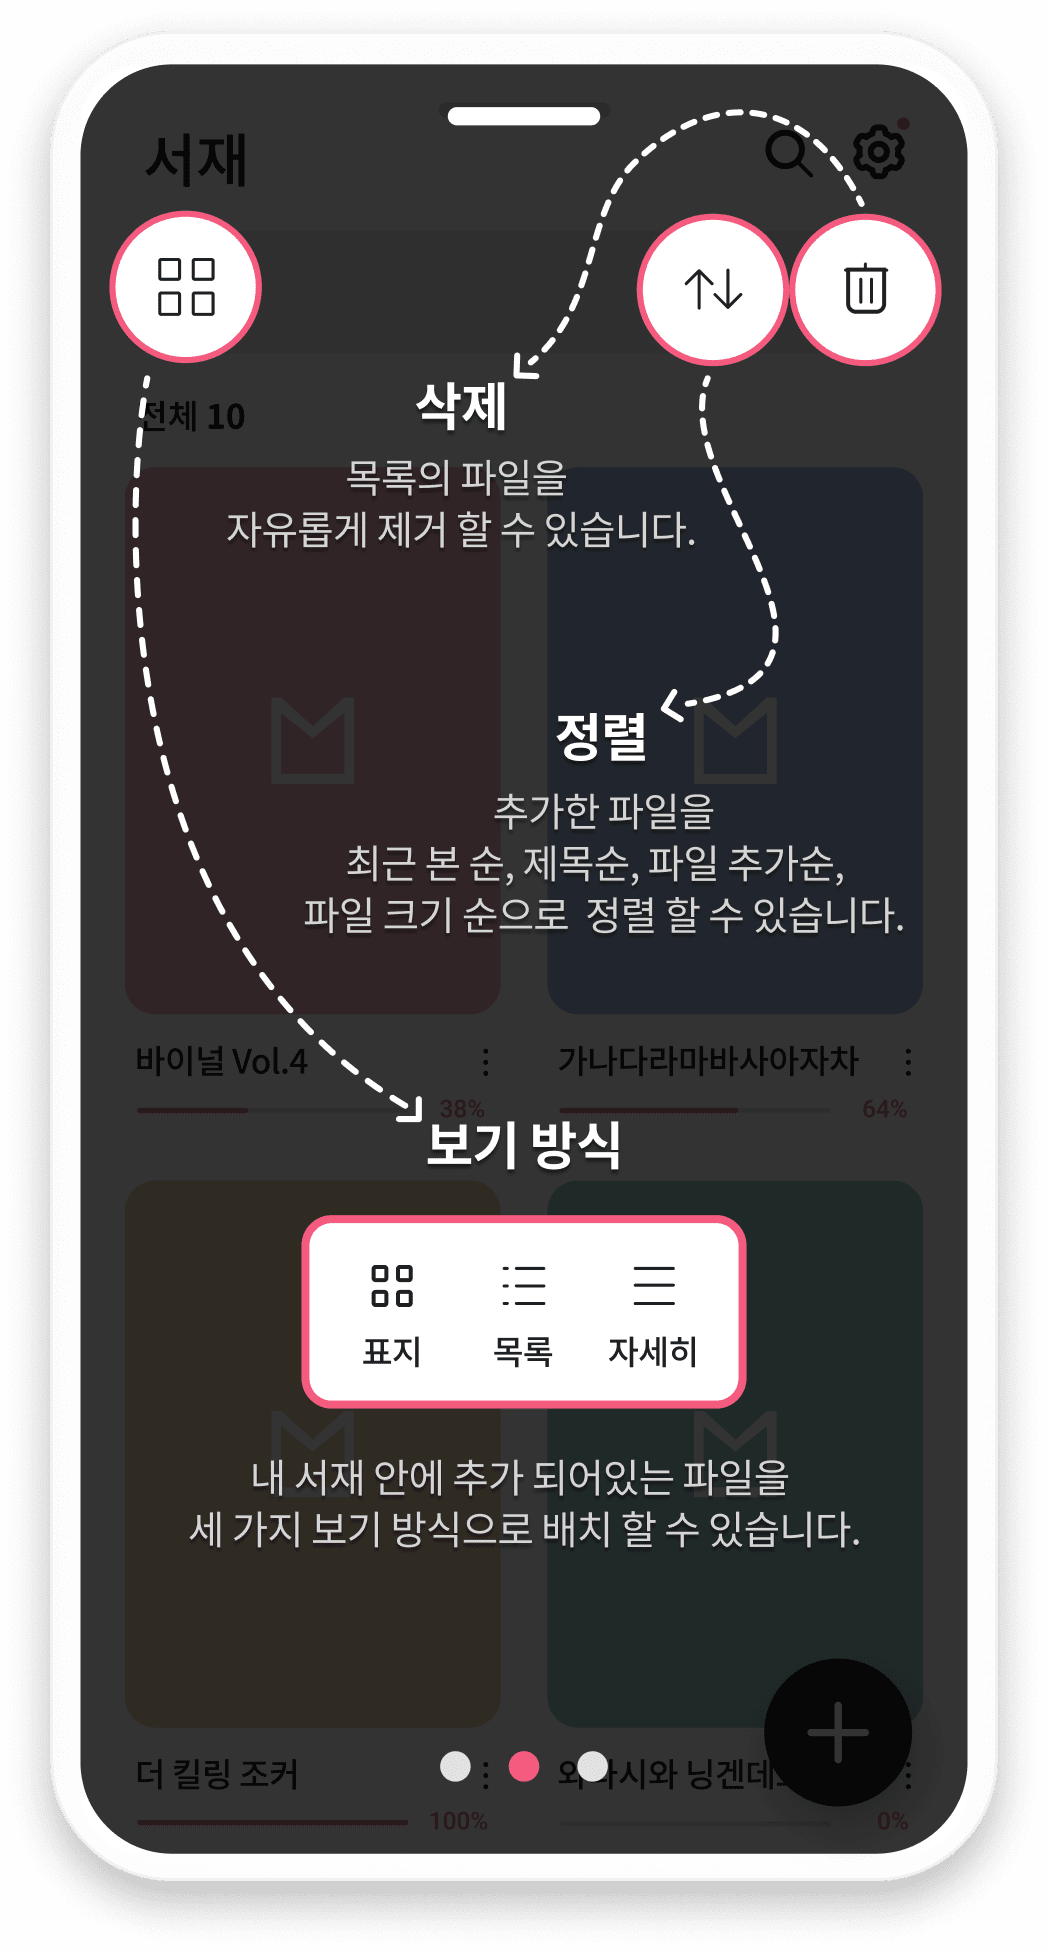 서재
전체 10
삭제
목록의 파일을
자유롭게 제거 할 수 있습니다.
정렬
추가한 파일을
최근 본 순, 제목순, 파일 추가순,
파일 크기 순으로 정렬 할 수 있습니다.
바이널 Vol.4
38%
가나다라마바사아자차
64%
보기 방식
표지
목록
자세히
내 서재 안에 추가 되어있는 파일을
세 가지 보기 방식으로 배치 할 수 있습니다.
더 킬링 조커
100%
닝겐데
0%